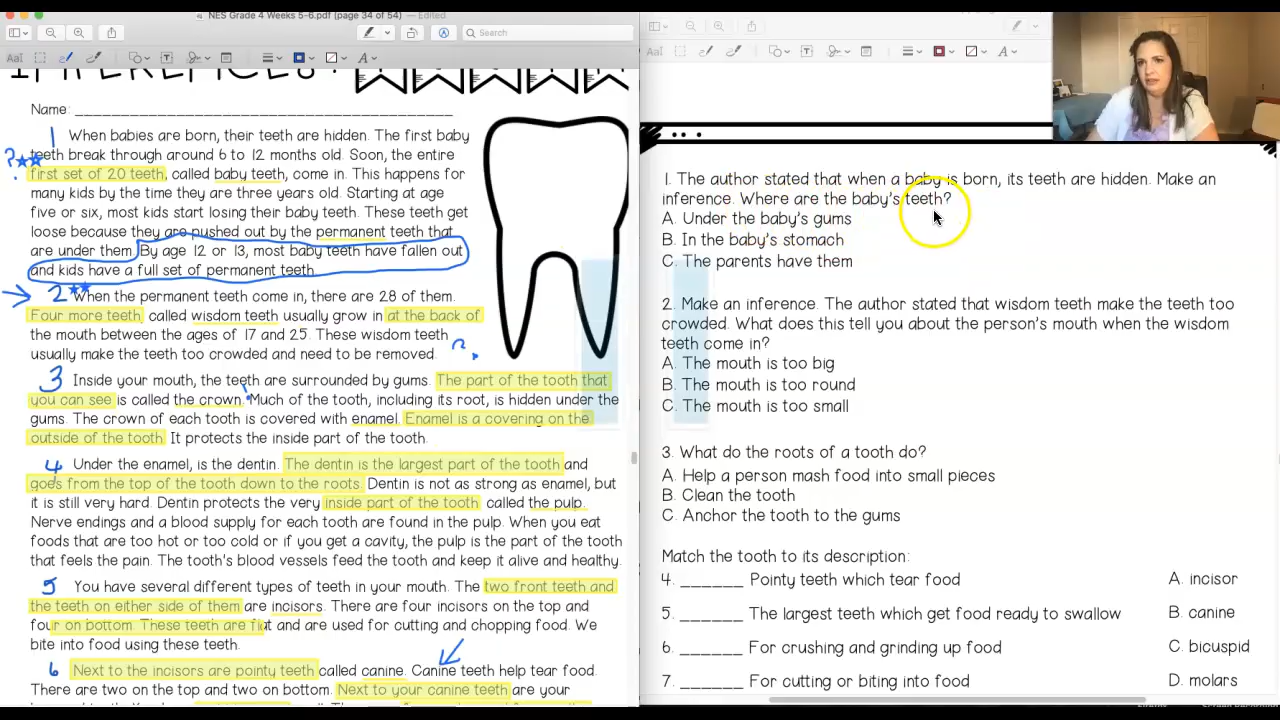 NES Grade 4 Weeks 5-6.pdf (page 34 of 54) — Edited
Search
INFERENCES:
Name:
1 When babies are born, their teeth are hidden. The first baby
teeth break through around 6 to 12 months old. Soon, the entire
first set of 20 teeth, called baby teeth, come in. This happens for
many kids by the time they are three years old. Starting at age
five or six, most kids start losing their baby teeth. These teeth get
loose because they are pushed out by the permanent teeth that
are under them. By age 12 or 13, most baby teeth have fallen out
and kids have a full set of permanent teeth.
2 When the permanent teeth come in, there are 28 of them.
Four more teeth, called wisdom teeth usually grow in at the back of
the mouth between the ages of 17 and 25. These wisdom teeth
usually make the teeth too crowded and need to be removed.
3 Inside your mouth, the teeth are surrounded by gums. The part of the tooth that
you can see is called the crown. Much of the tooth, including its root, is hidden under the
gums. The crown of each tooth is covered with enamel. Enamel is a covering on the
outside of the tooth. It protects the inside part of the tooth.
4 Under the enamel, is the dentin. The dentin is the largest part of the tooth and
goes from the top of the tooth down to the roots. Dentin is not as strong as enamel, but
it is still very hard. Dentin protects the very inside part of the tooth called the pulp.
Nerve endings and a blood supply for each tooth are found in the pulp. When you eat
foods that are too hot or too cold or if you get a cavity, the pulp is the part of the tooth
that feels the pain. The tooth's blood vessels feed the tooth and keep it alive and healthy.
5 You have several different types of teeth in your mouth. The two front teeth and
the teeth on either side of them are incisors. There are four incisors on the top and
four on bottom. These teeth are flat and are used for cutting and chopping food. We
bite into food using these teeth.
6 Next to the incisors are pointy teeth called canine. Canine teeth help tear food.
There are two on the top and two on bottom. Next to your canine teeth are your
1. The author stated that when a baby is born, its teeth are hidden. Make an
inference. Where are the baby's teeth?
A. Under the baby's gums
B. In the baby's stomach
C. The parents have them
2. Make an inference. The author stated that wisdom teeth make the teeth too
crowded. What does this tell you about the person's mouth when the wisdom
teeth come in?
A. The mouth is too big
B. The mouth is too round
C. The mouth is too small
3. What do the roots of a tooth do?
A. Help a person mash food into small pieces
B. Clean the tooth
C. Anchor the tooth to the gums
Match the tooth to its description:
4. ______ Pointy teeth which tear food A. incisor
5. ______ The largest teeth which get food ready to swallow B. canine
6. ______ For crushing and grinding up food C. bicuspid
7. ______ For cutting or biting into food D. molars